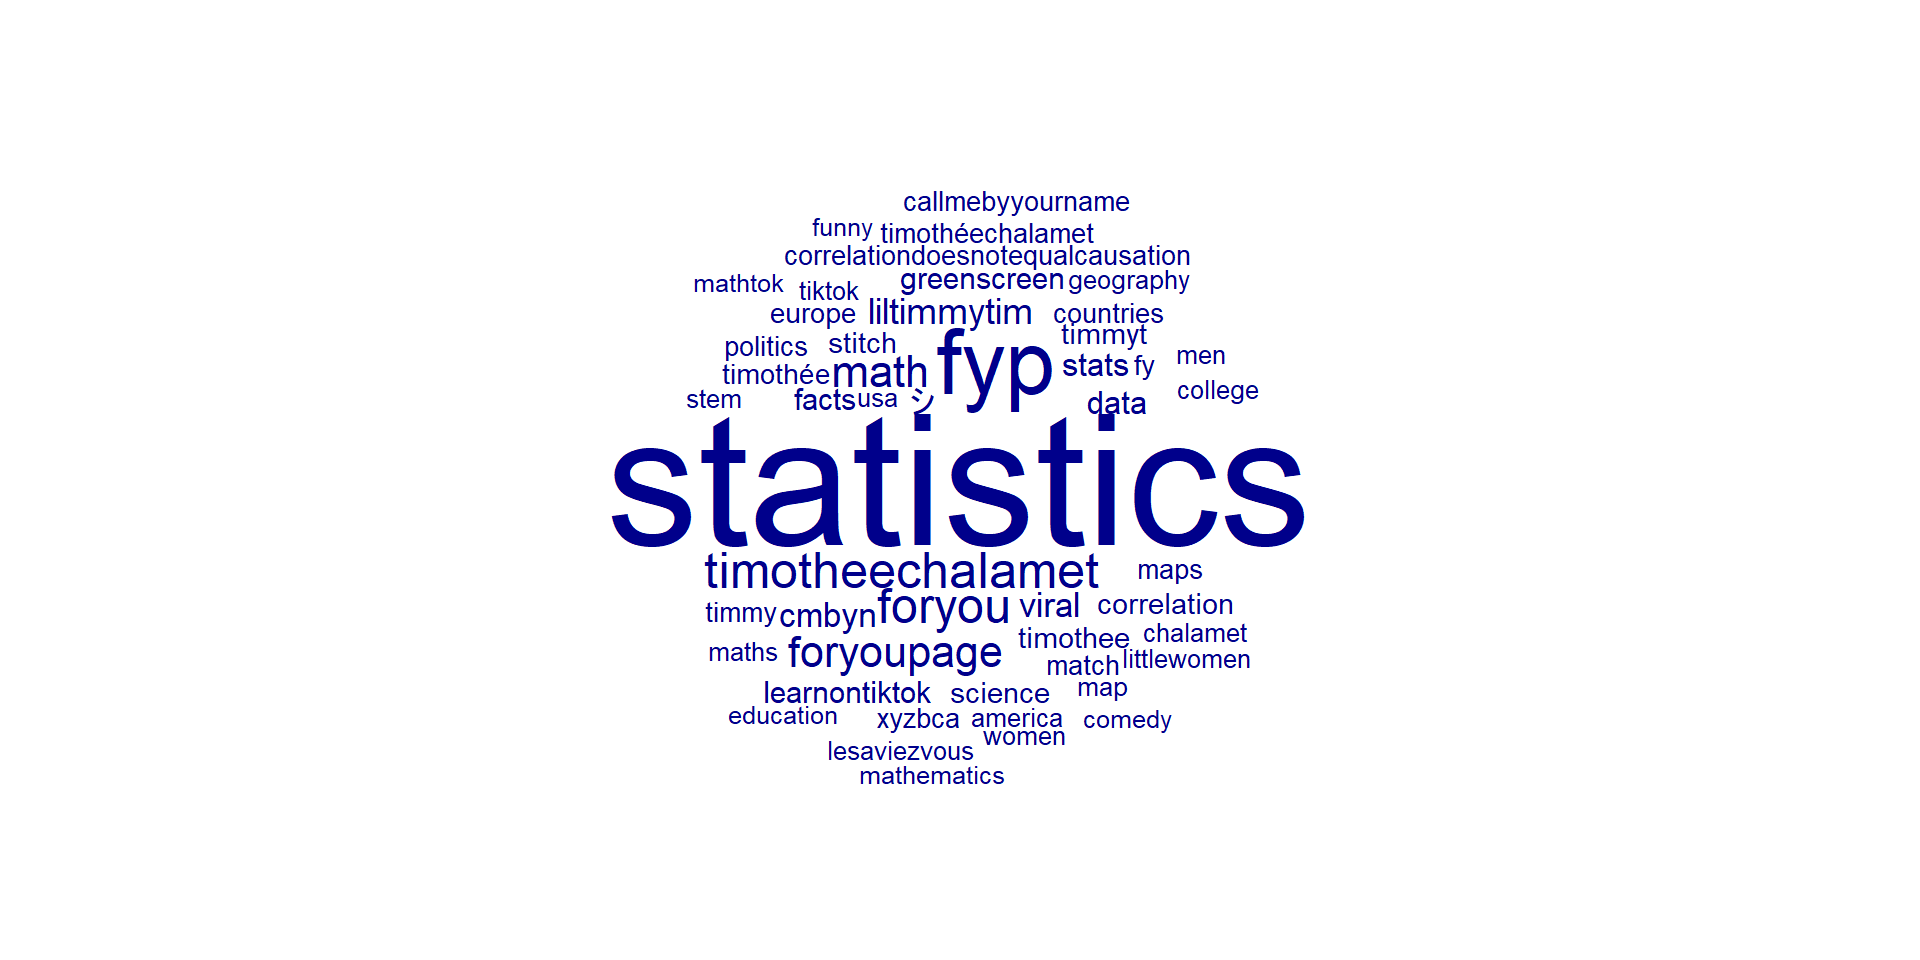 callmebyyourname
funny timothéechalamet
correlationdoesnotequalcausation
mathtok tiktok greenscreen geography
europe liltimmytim countries
politics stitch fyp timmyt
timothée math stats fy men
stem facts usa シ data college
statistics
timotheechalamet maps
timmy cmbyn foryou viral correlation
maths foryoupage timothee chalamet
match littlewomen
learnontiktok science map
education xyzbca america comedy
women
lesaviezvous
mathematics